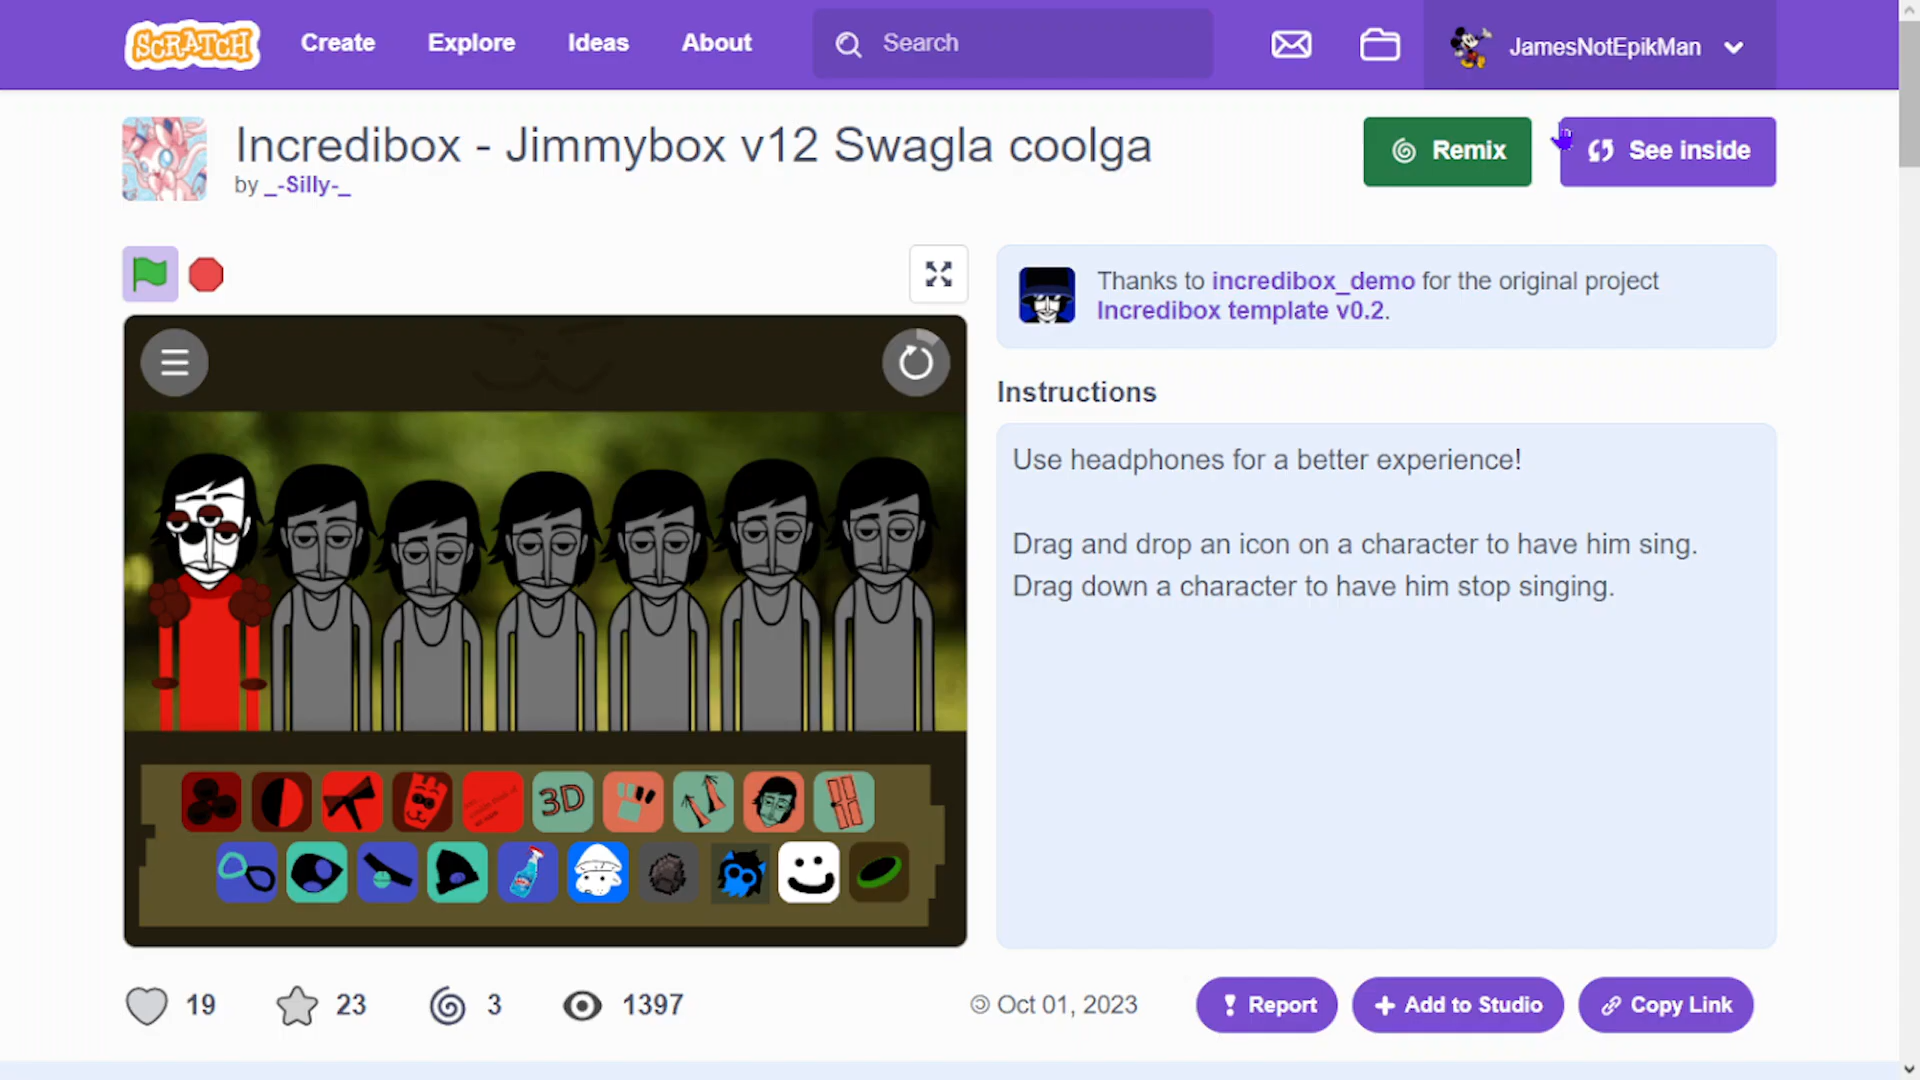 SCRATCH
Create
Explore
Ideas
About
Search
JamesNotEpikMan
Incredibox - Jimmybox v12 Swagla coolga
by _-Silly-_
Remix
See inside
Thanks to incredibox_demo for the original project
Incredibox template v0.2.
Instructions
Use headphones for a better experience!
Drag and drop an icon on a character to have him sing.
Drag down a character to have him stop singing.
3D
19
23
3
1397
© Oct 01, 2023
Report
Add to Studio
Copy Link